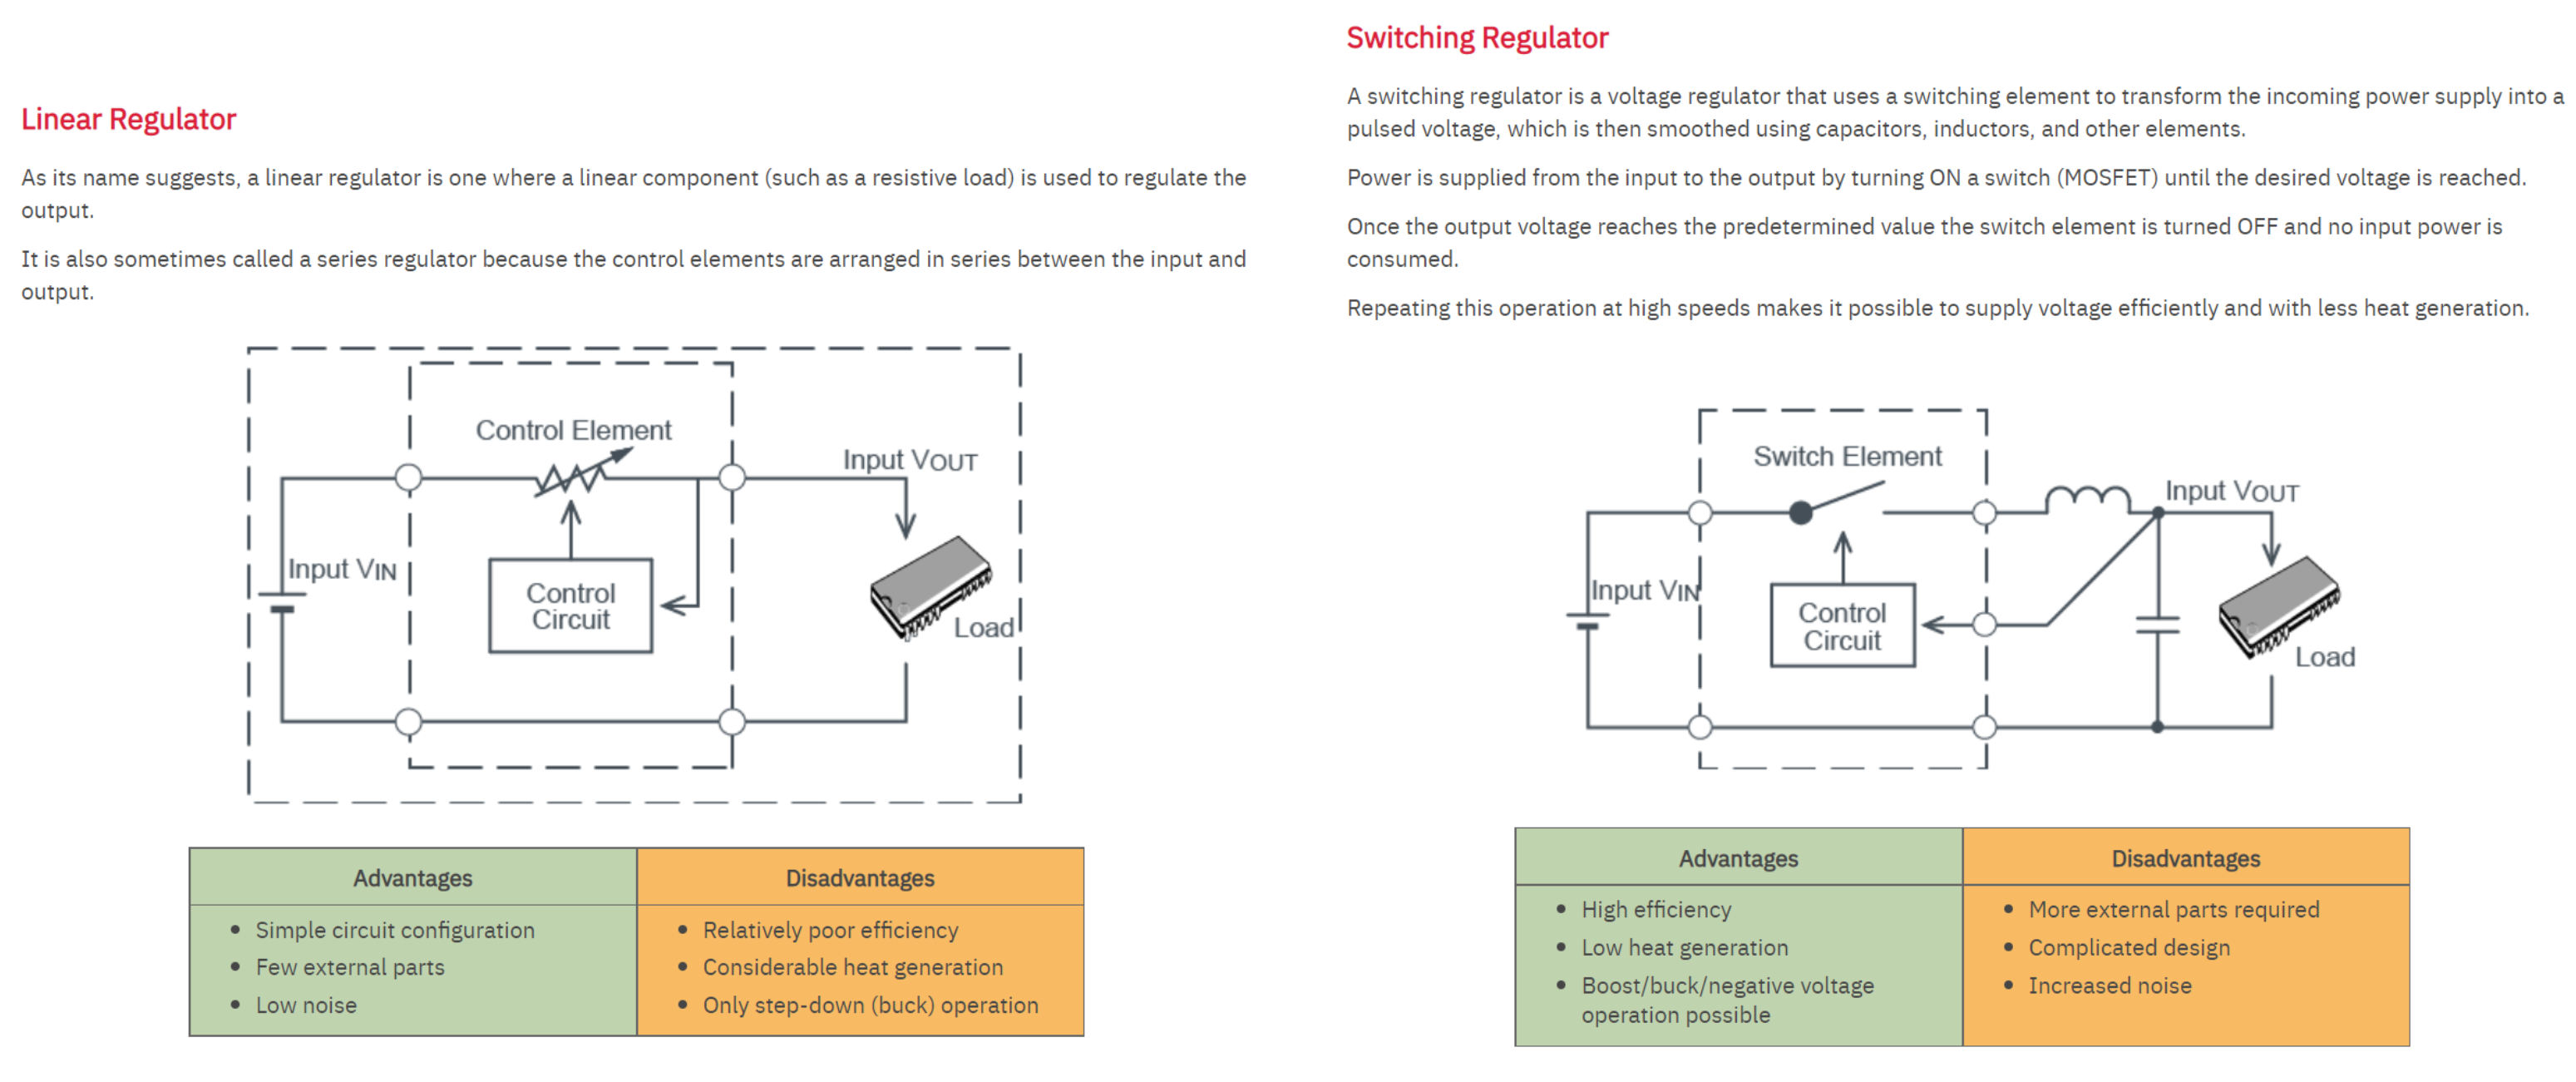 Linear Regulator
As its name suggests, a linear regulator is one where a linear component (such as a resistive load) is used to regulate the
output.
It is also sometimes called a series regulator because the control elements are arranged in series between the input and
output.
Control Element
Input VOUT
Input VIN
Control
Circuit
Load
Advantages
Disadvantages
• Simple circuit configuration
• Few external parts
• Low noise
• Relatively poor efficiency
• Considerable heat generation
• Only step-down (buck) operation
Switching Regulator
A switching regulator is a voltage regulator that uses a switching element to transform the incoming power supply into a
pulsed voltage, which is then smoothed using capacitors, inductors, and other elements.
Power is supplied from the input to the output by turning ON a switch (MOSFET) until the desired voltage is reached.
Once the output voltage reaches the predetermined value the switch element is turned OFF and no input power is
consumed.
Repeating this operation at high speeds makes it possible to supply voltage efficiently and with less heat generation.
Switch Element
Input VOUT
Input VIN
Control
Circuit
Load
Advantages
Disadvantages
• High efficiency
• Low heat generation
• Boost/buck/negative voltage
operation possible
• More external parts required
• Complicated design
• Increased noise